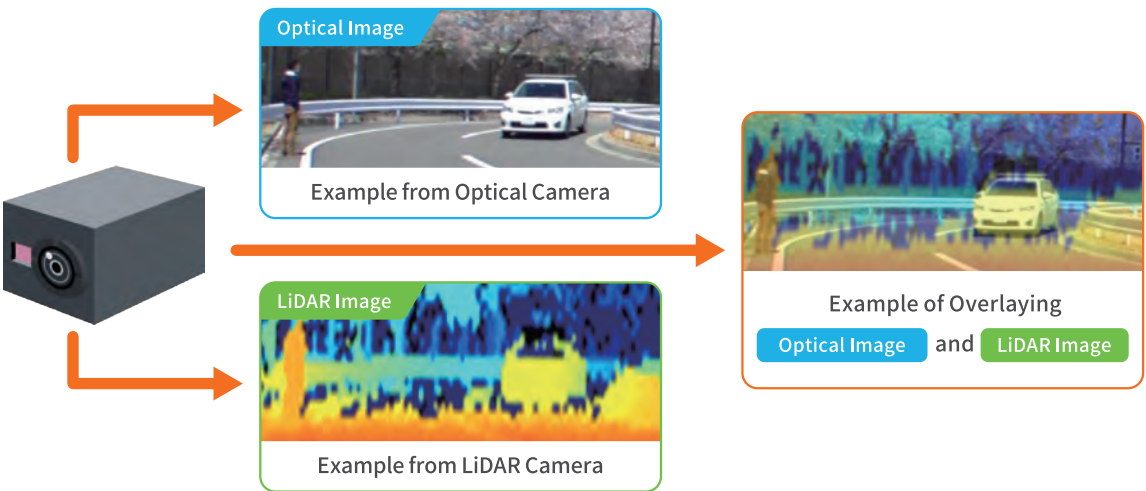 Optical Image
Example from Optical Camera
LiDAR Image
Example from LiDAR Camera
Example of Overlaying
Optical Image and LiDAR Image